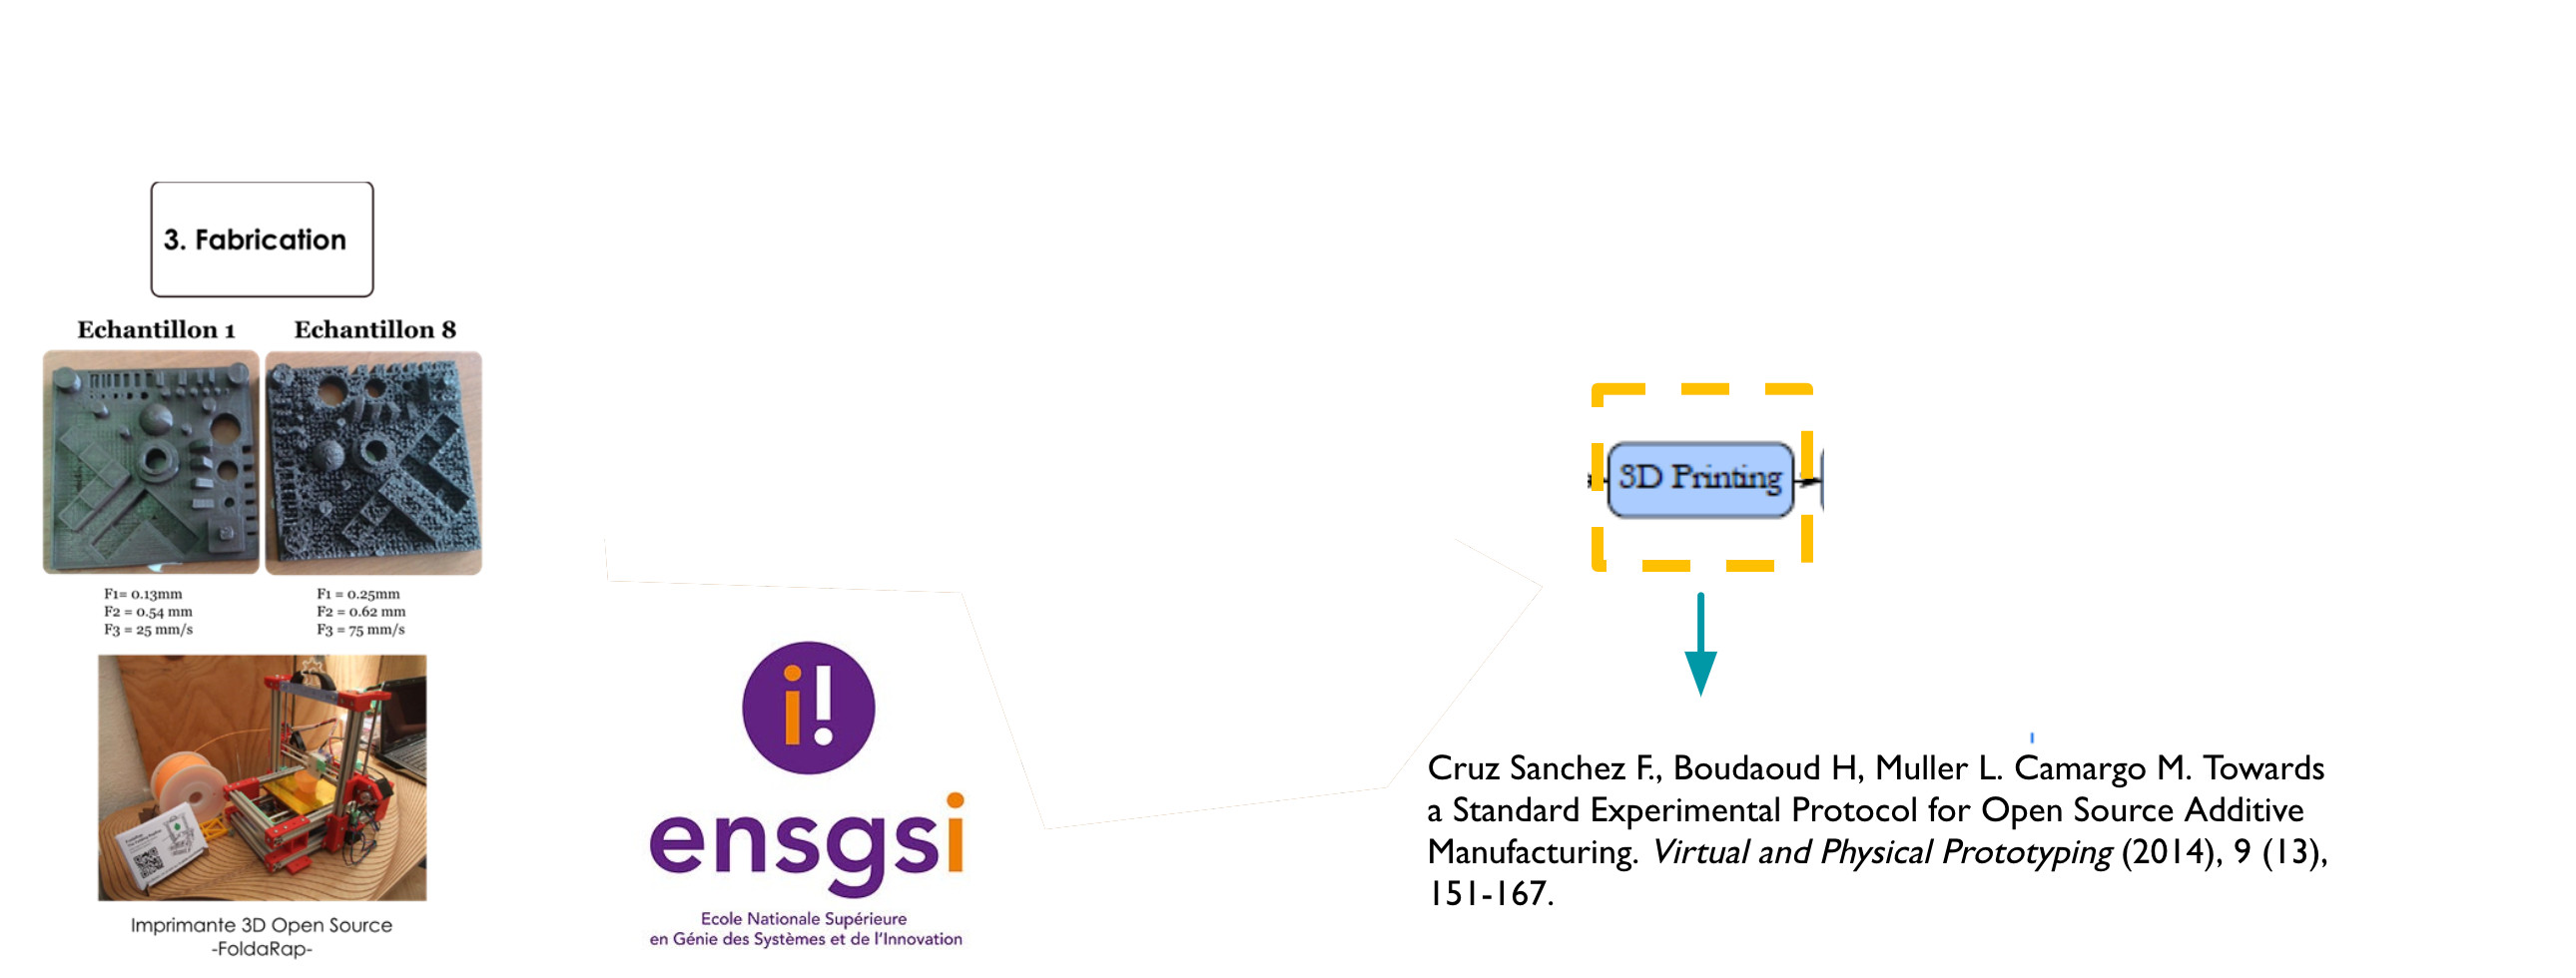 3. Fabrication
Echantillon 1
Echantillon 8
F1= 0.13mm
F2 = 0.54 mm
F3 = 25 mm/s
F1 = 0.25mm
F2 = 0.62 mm
F3 = 75 mm/s
Imprimante 3D Open Source
-FoldaRap-
i!
ensgsi
Ecole Nationale Supérieure
en Génie des Systèmes et de l'Innovation
3D Printing
Cruz Sanchez F., Boudaoud H, Muller L. Camargo M. Towards
a Standard Experimental Protocol for Open Source Additive
Manufacturing. Virtual and Physical Prototyping (2014), 9 (13),
151-167.